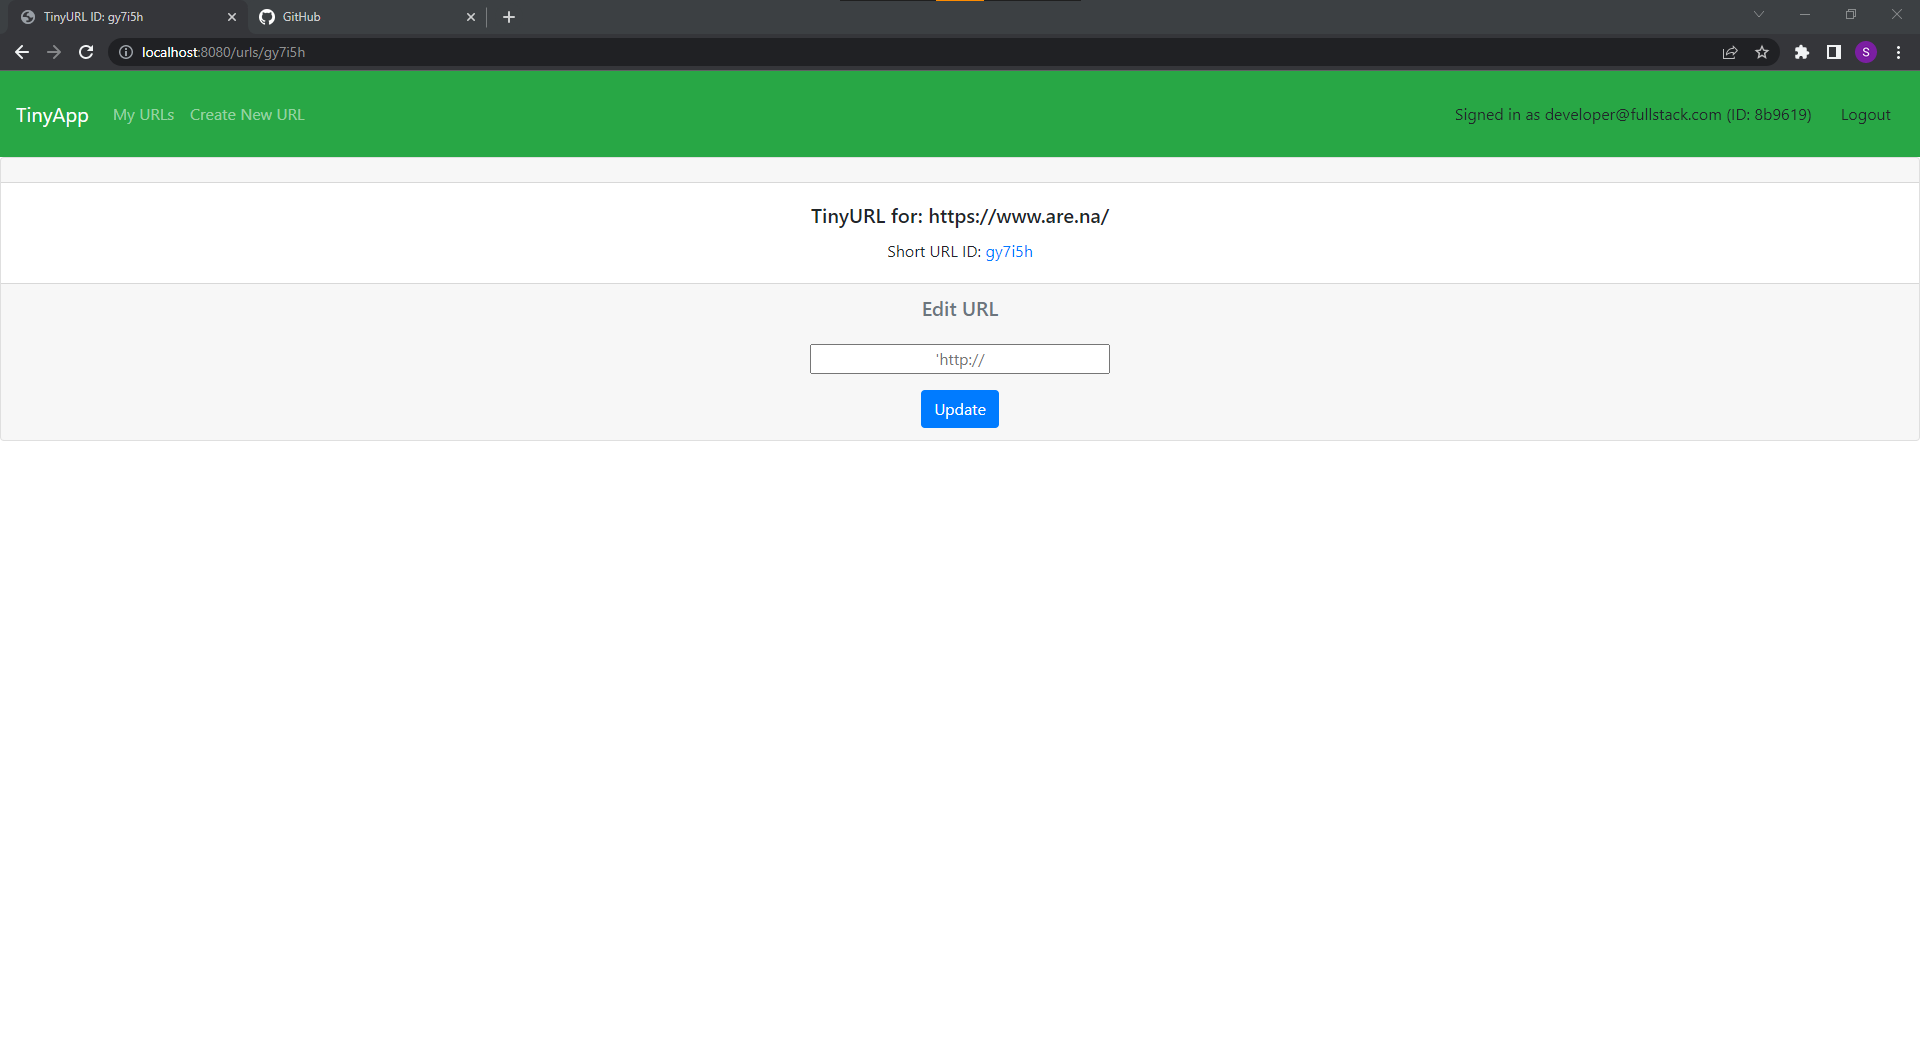 TinyURL ID: gy7i5h
GitHub
localhost:8080/urls/gy7i5h
S
TinyApp My URLs Create New URL Signed in as developer@fullstack.com (ID: 8b9619) Logout
TinyURL for: https://www.are.na/
Short URL ID: gy7i5h
Edit URL
'http://
Update